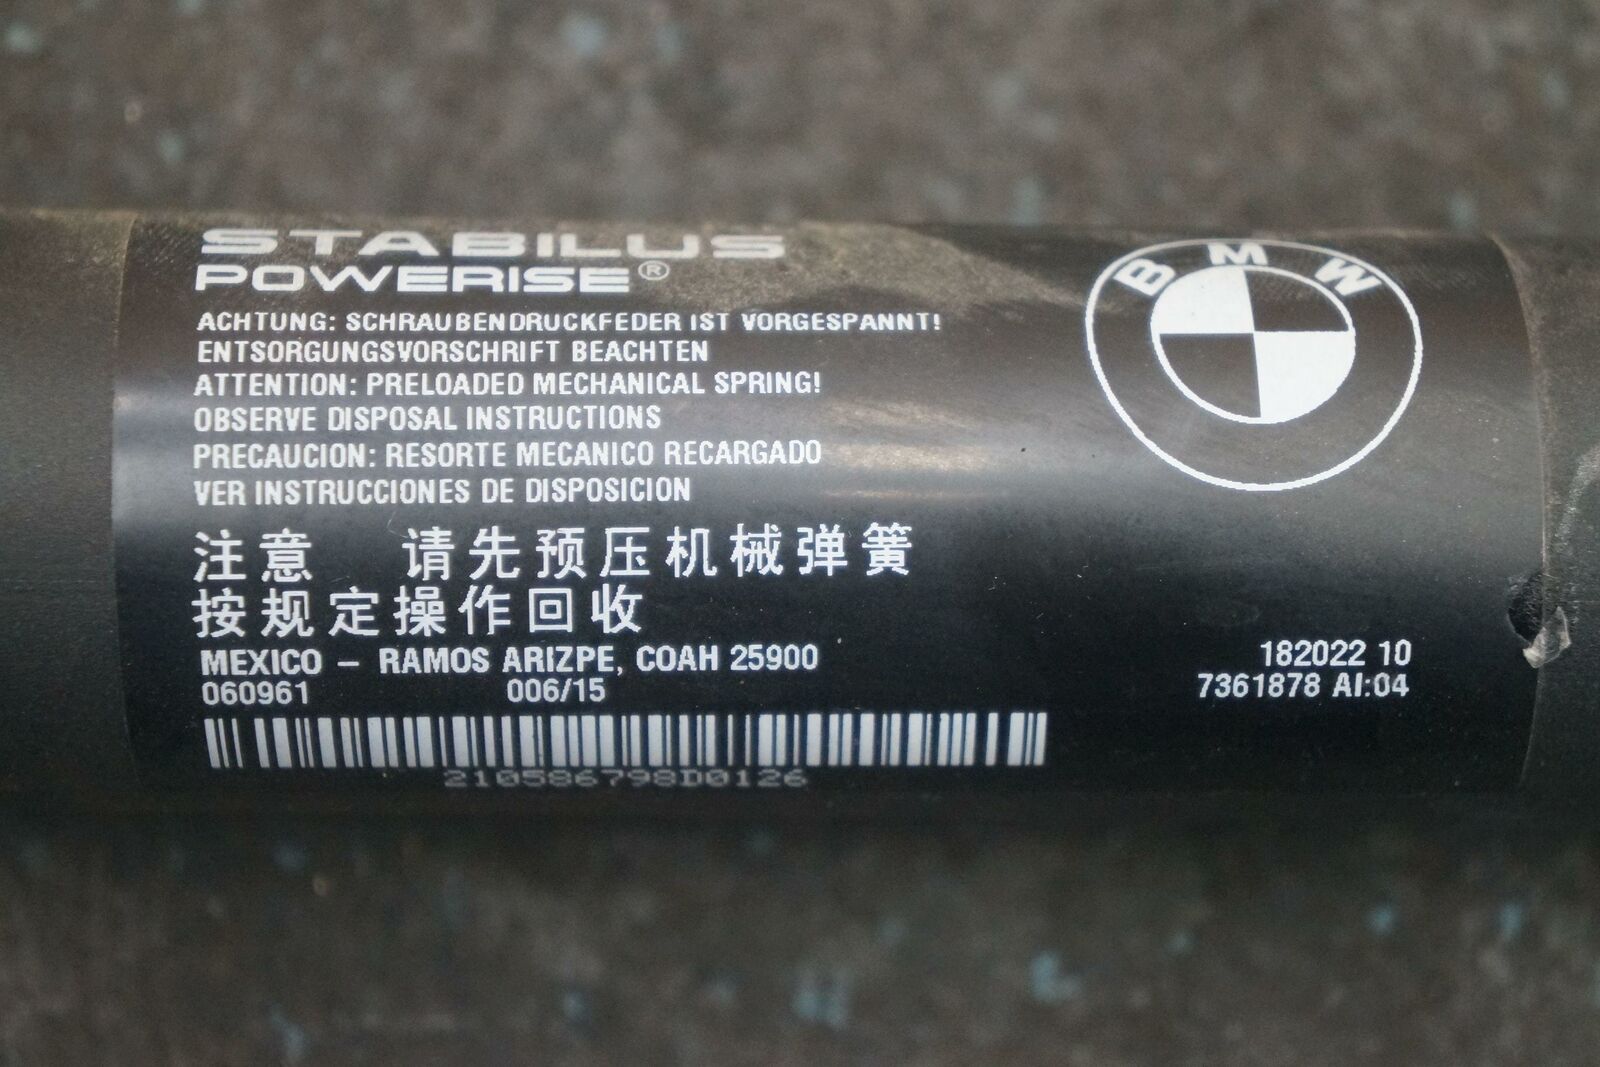 STABILUS
POWERISE®
BMW
ACHTUNG: SCHRAUBENDRUCKFEDER IST VORGESPANNT!
ENTSORGUNGSVORSCHRIFT BEACHTEN
ATTENTION: PRELOADED MECHANICAL SPRING!
OBSERVE DISPOSAL INSTRUCTIONS
PRECAUCION: RESORTE MECANICO RECARGADO
VER INSTRUCCIONES DE DISPOSICION
注意 请先预压机械弹簧
按规定操作回收
MEXICO – RAMOS ARIZPE, COAH 25900
182022 10
060961 006/15
7361878 AI:04
210586798D0126